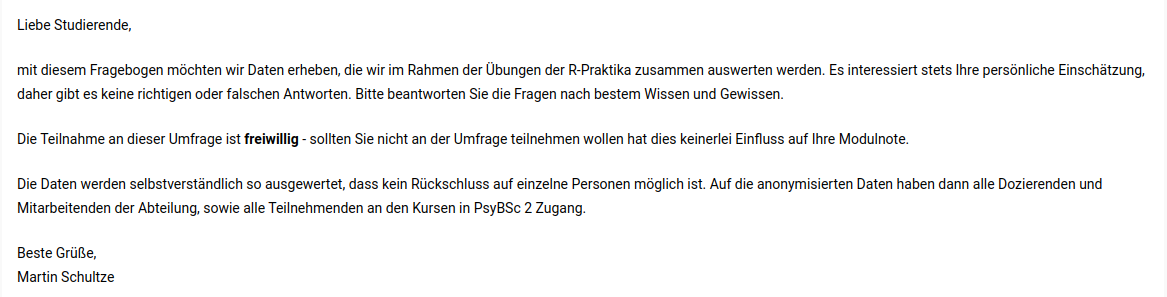 Liebe Studierende,
mit diesem Fragebogen möchten wir Daten erheben, die wir im Rahmen der Übungen der R-Praktika zusammen auswerten werden. Es interessiert stets Ihre persönliche Einschätzung,
daher gibt es keine richtigen oder falschen Antworten. Bitte beantworten Sie die Fragen nach bestem Wissen und Gewissen.
Die Teilnahme an dieser Umfrage ist freiwillig - sollten Sie nicht an der Umfrage teilnehmen wollen hat dies keinerlei Einfluss auf Ihre Modulnote.
Die Daten werden selbstverständlich so ausgewertet, dass kein Rückschluss auf einzelne Personen möglich ist. Auf die anonymisierten Daten haben dann alle Dozierenden und
Mitarbeitenden der Abteilung, sowie alle Teilnehmenden an den Kursen in PsyBSc 2 Zugang.
Beste Grüße,
Martin Schultze